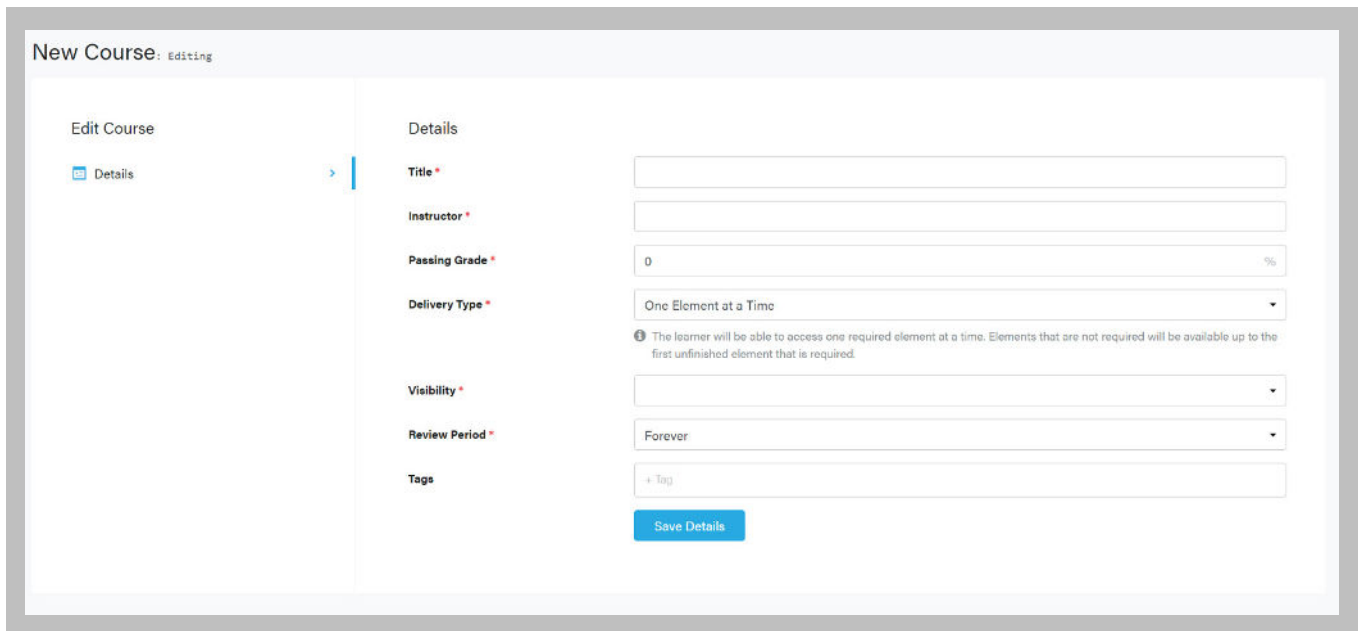 New Course: Editing
Edit Course
Details
Details
Title *
Instructor *
Passing Grade *
0
%
Delivery Type *
One Element at a Time
The learner will be able to access one required element at a time. Elements that are not required will be available up to the
first unfinished element that is required.
Visibility *
Review Period *
Forever
Tags
+ Tag
Save Details